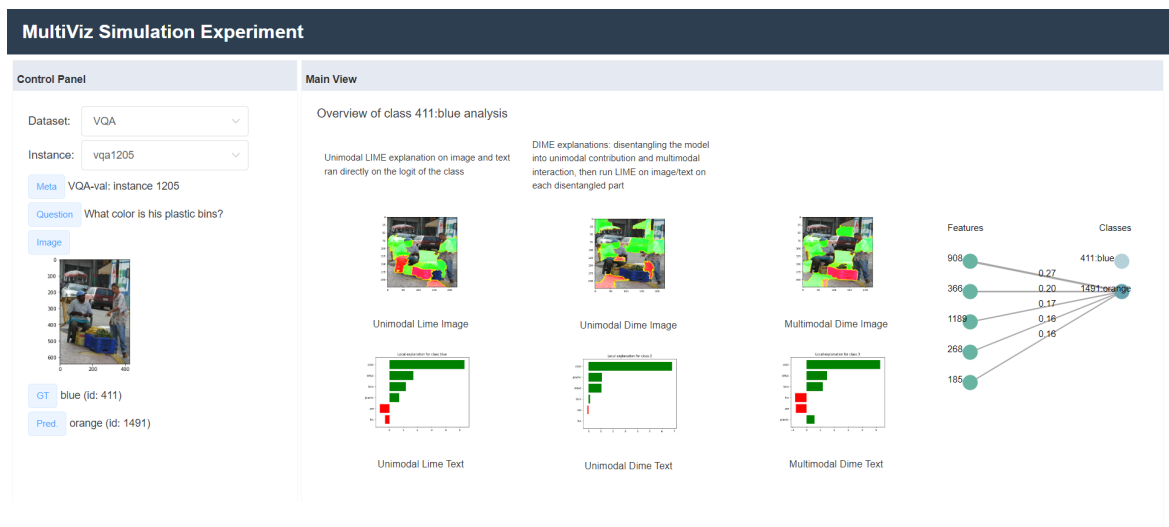 MultiViz Simulation Experiment
Control Panel
Dataset:
VQA
Instance:
vqa1205
Meta
VQA-val: instance 1205
Question
What color is his plastic bins?
Image
0
100
200
300
400
500
600
0
200
400
GT
blue (id: 411)
Pred.
orange (id: 1491)
Main View
Overview of class 411:blue analysis
Unimodal LIME explanation on image and text
ran directly on the logit of the class
DIME explanations: disentangling the model
into unimodal contribution and multimodal
interaction, then run LIME on image/text on
each disentangled part
Unimodal Lime Image
Unimodal Dime Image
Multimodal Dime Image
Local explanation for class blue
Unimodal Lime Text
Unimodal Dime Text
Multimodal Dime Text
Features
Classes
908
366
1189
268
185
0.27
0.20
0.17
0.16
0.16
411:blue
1491:orange